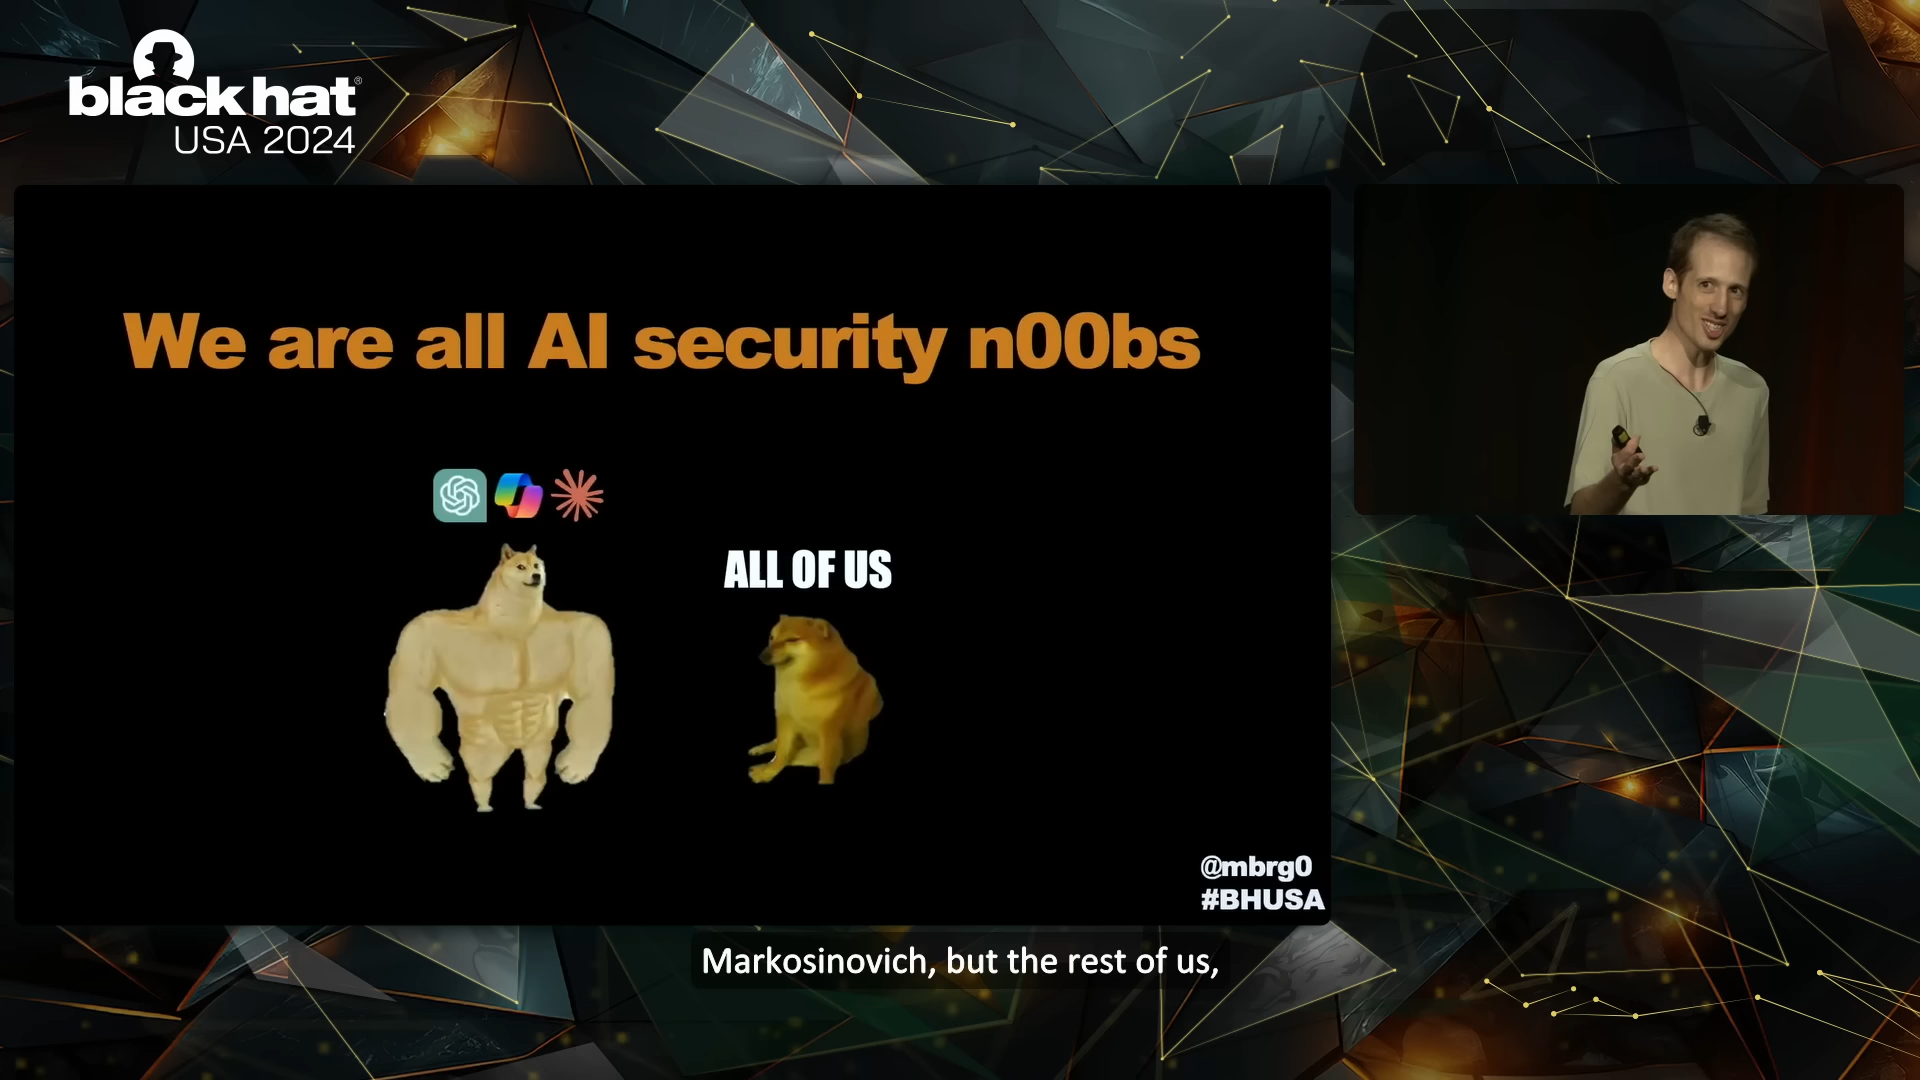 black hat®
USA 2024
We are all AI security n00bs
ALL OF US
@mbrg0
#BHUSA
Markosinovich, but the rest of us,